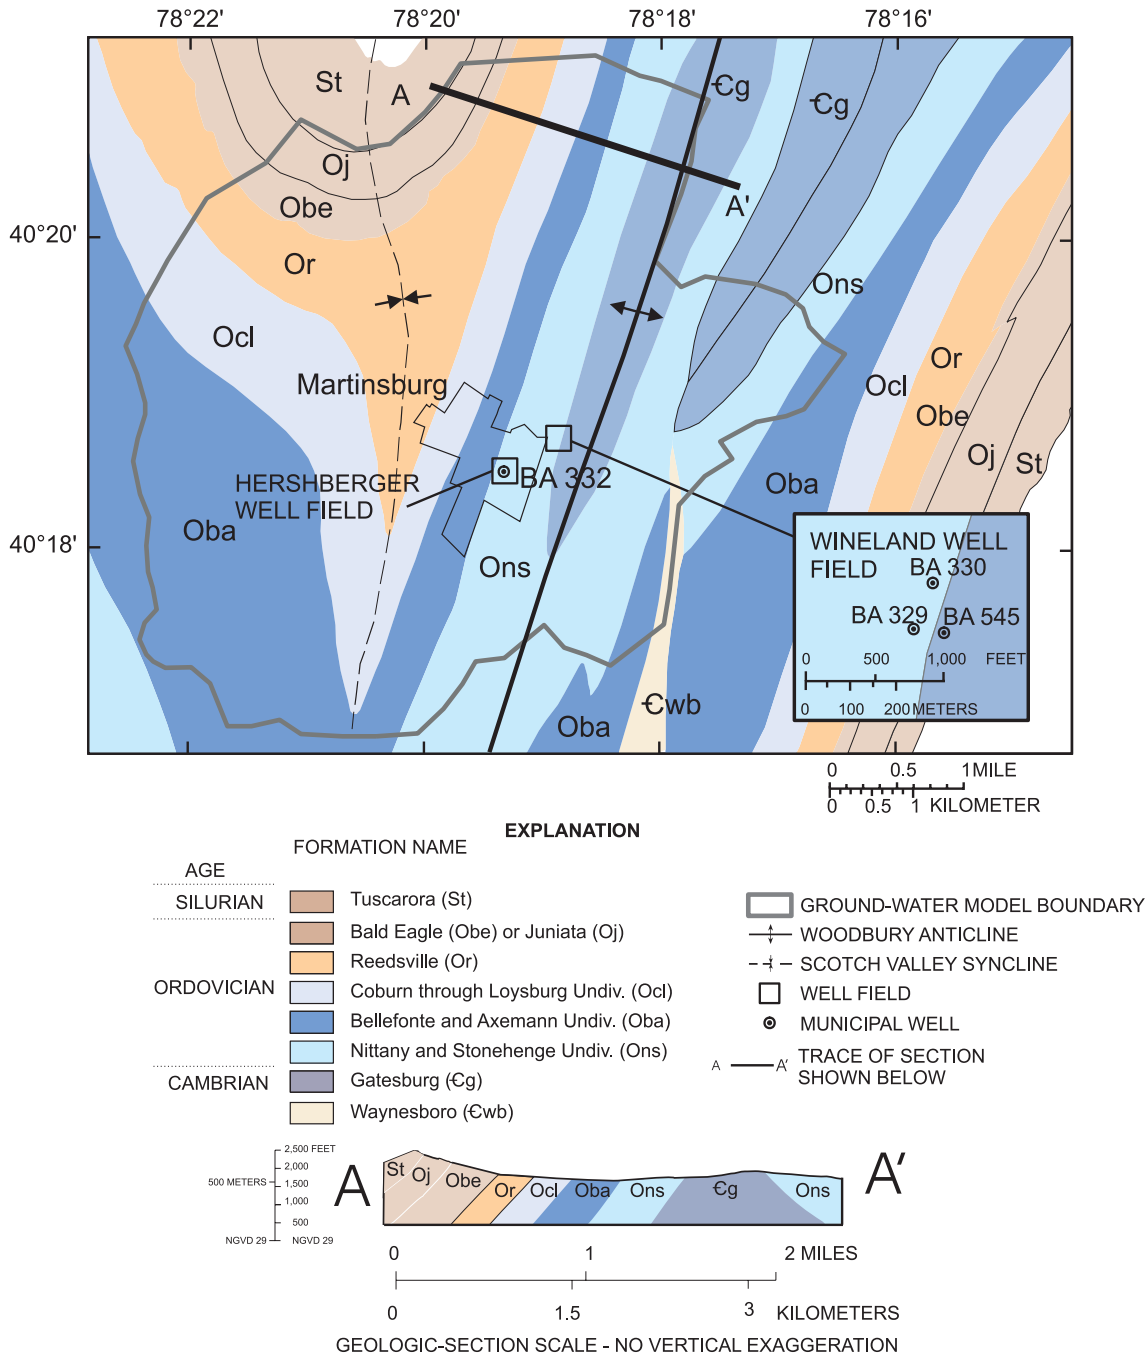 78°22' 78°20' 78°18' 78°16'
St
A
Ꞓg
Ꞓg
Oj
Obe
A'
40°20'
Or
Ons
Ocl
Or
Martinsburg
Ocl
Obe
HERSHBERGER
WELL FIELD
BA 332
Oj
St
Oba
Oba
40°18'
Ons
WINELAND WELL
FIELD
BA 330
BA 329
BA 545
0 500 1,000 FEET
0 100 200 METERS
Ꞓwb
Oba
0 0.5 1 MILE
0 0.5 1 KILOMETER
EXPLANATION
FORMATION NAME
AGE
SILURIAN
Tuscarora (St)
Bald Eagle (Obe) or Juniata (Oj)
Reedsville (Or)
ORDOVICIAN
Coburn through Loysburg Undiv. (Ocl)
Bellefonte and Axemann Undiv. (Oba)
Nittany and Stonehenge Undiv. (Ons)
CAMBRIAN
Gatesburg (Ꞓg)
Waynesboro (Ꞓwb)
GROUND-WATER MODEL BOUNDARY
WOODBURY ANTICLINE
SCOTCH VALLEY SYNCLINE
WELL FIELD
MUNICIPAL WELL
A A' TRACE OF SECTION
SHOWN BELOW
2,500 FEET
2,000
500 METERS
1,500
1,000
500
NGVD 29 NGVD 29
A
St Oj Obe Or Ocl Oba Ons Ꞓg Ons
A'
0 1 2 MILES
0 1.5 3 KILOMETERS
GEOLOGIC-SECTION SCALE - NO VERTICAL EXAGGERATION